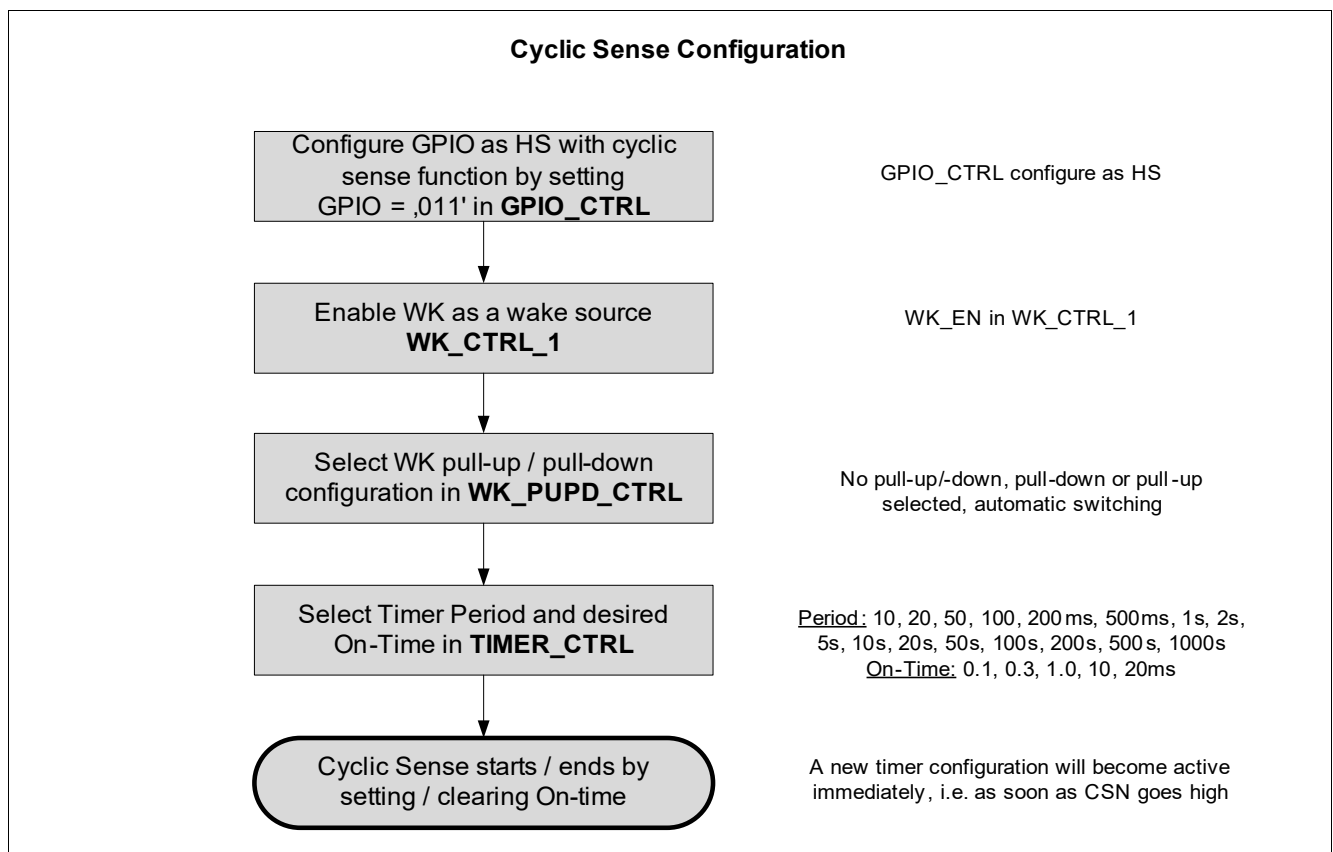 Cyclic Sense Configuration
Configure GPIO as HS with cyclic
sense function by setting
GPIO = ‚011' in GPIO_CTRL
GPIO_CTRL configure as HS
Enable WK as a wake source
WK_CTRL_1
WK_EN in WK_CTRL_1
Select WK pull-up / pull-down
configuration in WK_PUPD_CTRL
No pull-up/-down, pull-down or pull-up
selected, automatic switching
Select Timer Period and desired
On-Time in TIMER_CTRL
Period: 10, 20, 50, 100, 200ms, 500ms, 1s, 2s,
5s, 10s, 20s, 50s, 100s, 200s, 500s, 1000s
On-Time: 0.1, 0.3, 1.0, 10, 20ms
Cyclic Sense starts / ends by
setting / clearing On-time
A new timer configuration will become active
immediately, i.e. as soon as CSN goes high